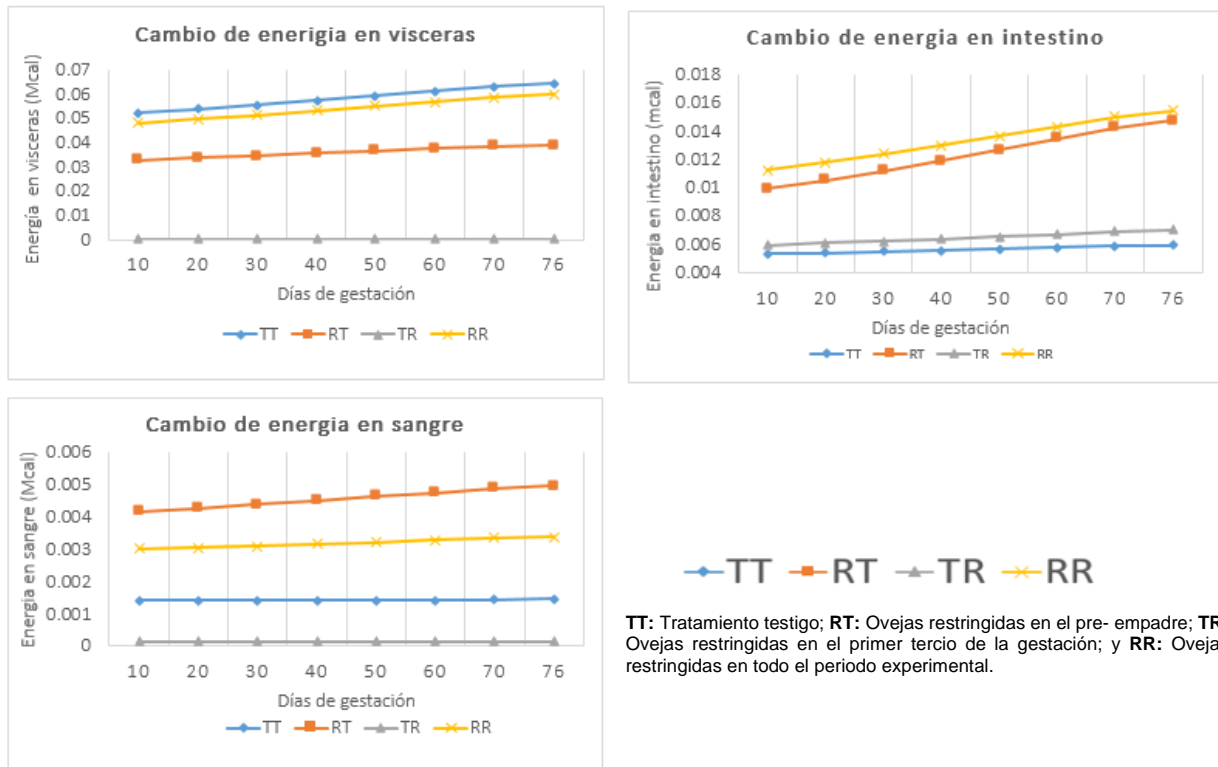 Cambio de enerigia en visceras
Energía en visceras (Mcal)
0.07
0.06
0.05
0.04
0.03
0.02
0.01
0
10 20 30 40 50 60 70 76
Días de gestación
TT RT TR RR
Cambio de energia en intestino
Energia en intestino (mcal)
0.018
0.016
0.014
0.012
0.01
0.008
0.006
0.004
10 20 30 40 50 60 70 76
Días de gestación
TT RT TR RR
Cambio de energia en sangre
Energia en sangre (Mcal)
0.006
0.005
0.004
0.003
0.002
0.001
0
10 20 30 40 50 60 70 76
Días de gestación
TT RT TR RR
TT RT TR RR
TT: Tratamiento testigo; RT: Ovejas restringidas en el pre- empadre; TR
Ovejas restringidas en el primer tercio de la gestación; y RR: Oveja
restringidas en todo el periodo experimental.